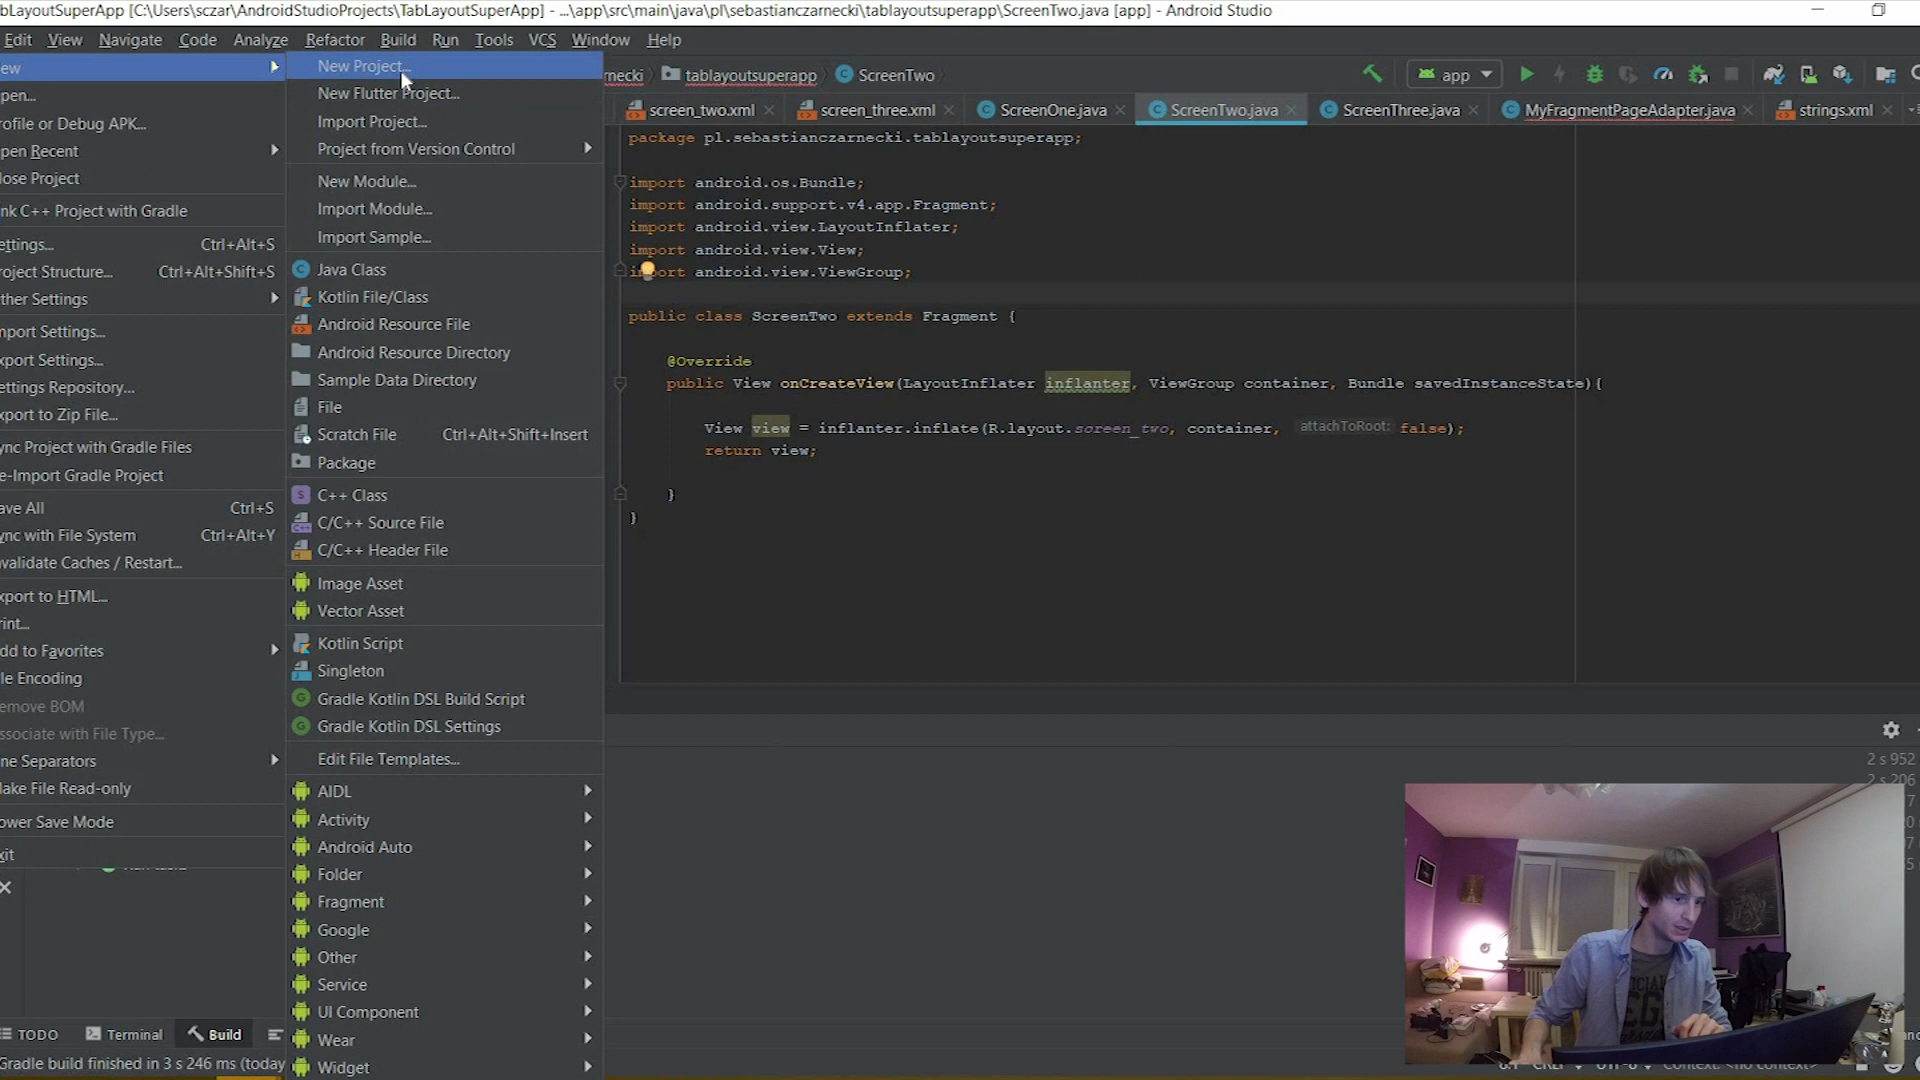 abLayoutSuperApp [C:\Users\sczar\AndroidStudioProjects\TabLayoutSuperApp] - ...\app\src\main\java\pl\sebastianczarnecki\tablayoutsuperapp\ScreenTwo.java [app] - Android Studio
Edit View Navigate Code Analyze Refactor Build Run Tools VCS Window Help
ew
pen...
rofile or Debug APK...
pen Recent
lose Project
nk C++ Project with Gradle
ettings... Ctrl+Alt+S
roject Structure... Ctrl+Alt+Shift+S
ther Settings
mport Settings...
xport Settings...
ettings Repository...
xport to Zip File...
ync Project with Gradle Files
e-Import Gradle Project
ave All Ctrl+S
ync with File System Ctrl+Alt+Y
nvalidate Caches / Restart...
xport to HTML...
rint...
dd to Favorites
le Encoding
emove BOM
ssociate with File Type...
ne Separators
lake File Read-only
ower Save Mode
xit
New Project...
New Flutter Project...
Import Project...
Project from Version Control
New Module...
Import Module...
Import Sample...
Java Class
Kotlin File/Class
Android Resource File
Android Resource Directory
Sample Data Directory
File
Scratch File Ctrl+Alt+Shift+Insert
Package
C++ Class
C/C++ Source File
C/C++ Header File
Image Asset
Vector Asset
Kotlin Script
Singleton
Gradle Kotlin DSL Build Script
Gradle Kotlin DSL Settings
Edit File Templates...
AIDL
Activity
Android Auto
Folder
Fragment
Google
Other
Service
UI Component
Wear
Widget
necki tablayoutsuperapp ScreenTwo
app
screen_two.xml screen_three.xml ScreenOne.java ScreenTwo.java ScreenThree.java MyFragmentPageAdapter.java strings.xml
package pl.sebastianczarnecki.tablayoutsuperapp;
import android.os.Bundle;
import android.support.v4.app.Fragment;
import android.view.LayoutInflater;
import android.view.View;
import android.view.ViewGroup;
public class ScreenTwo extends Fragment {
@Override
public View onCreateView(LayoutInflater inflanter, ViewGroup container, Bundle savedInstanceState){
View view = inflanter.inflate(R.layout.screen_two, container, attachToRoot: false);
return view;
}
}
2 s 952
2 s 206
TODO Terminal Build
Gradle build finished in 3 s 246 ms (today